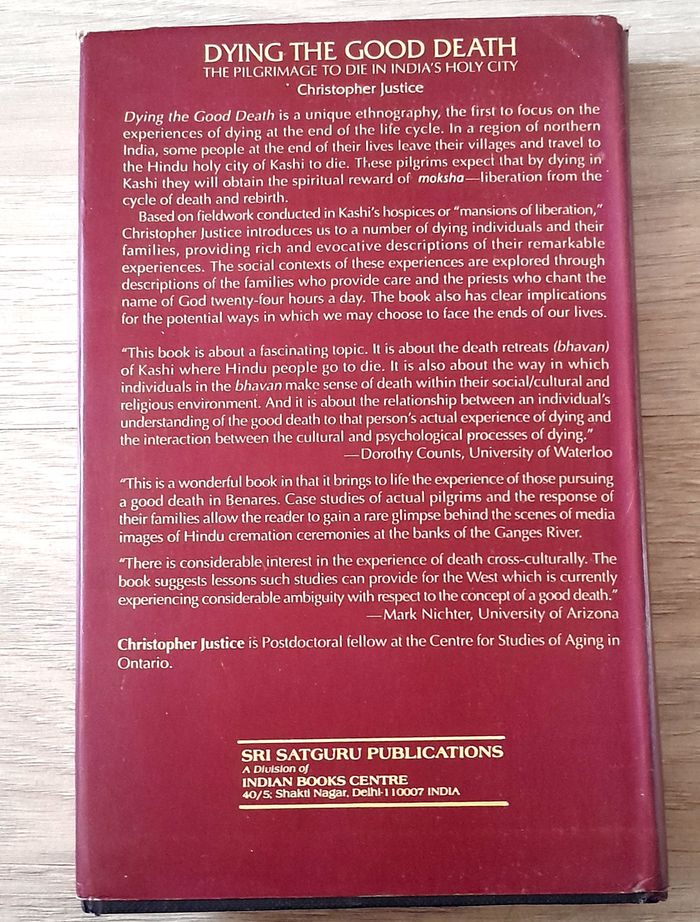 DYING THE GOOD DEATH
THE PILGRIMAGE TO DIE IN INDIA'S HOLY CITY
Christopher Justice
Dying the Good Death is a unique ethnography, the first to focus on the
experiences of dying at the end of the life cycle. In a region of northern
India, some people at the end of their lives leave their villages and travel to
the Hindu holy city of Kashi to die. These pilgrims expect that by dying in
Kashi they will obtain the spiritual reward of moksha—liberation from the
cycle of death and rebirth.
Based on fieldwork conducted in Kashi's hospices or “mansions of liberation,”
Christopher Justice introduces us to a number of dying individuals and their
families, providing rich and evocative descriptions of their remarkable
experiences. The social contexts of these experiences are explored through
descriptions of the families who provide care and the priests who chant the
name of God twenty-four hours a day. The book also has clear implications
for the potential ways in which we may choose to face the ends of our lives.
“This book is about a fascinating topic. It is about the death retreats (bhavan)
of Kashi where Hindu people go to die. It is also about the way in which
individuals in the bhavan make sense of death within their social/cultural and
religious environment. And it is about the relationship between an individual's
understanding of the good death to that person's actual experience of dying and
the interaction between the cultural and psychological processes of dying.”
—Dorothy Counts, University of Waterloo
“This is a wonderful book in that it brings to life the experience of those pursuing
a good death in Benares. Case studies of actual pilgrims and the response of
their families allow the reader to gain a rare glimpse behind the scenes of media
images of Hindu cremation ceremonies at the banks of the Ganges River.
“There is considerable interest in the experience of death cross-culturally. The
book suggests lessons such studies can provide for the West which is currently
experiencing considerable ambiguity with respect to the concept of a good death.”
—Mark Nichter, University of Arizona
Christopher Justice is Postdoctoral fellow at the Centre for Studies of Aging in
Ontario.
SRI SATGURU PUBLICATIONS
A Division of
INDIAN BOOKS CENTRE
40/5; Shakti Nagar, Delhi-110007 INDIA